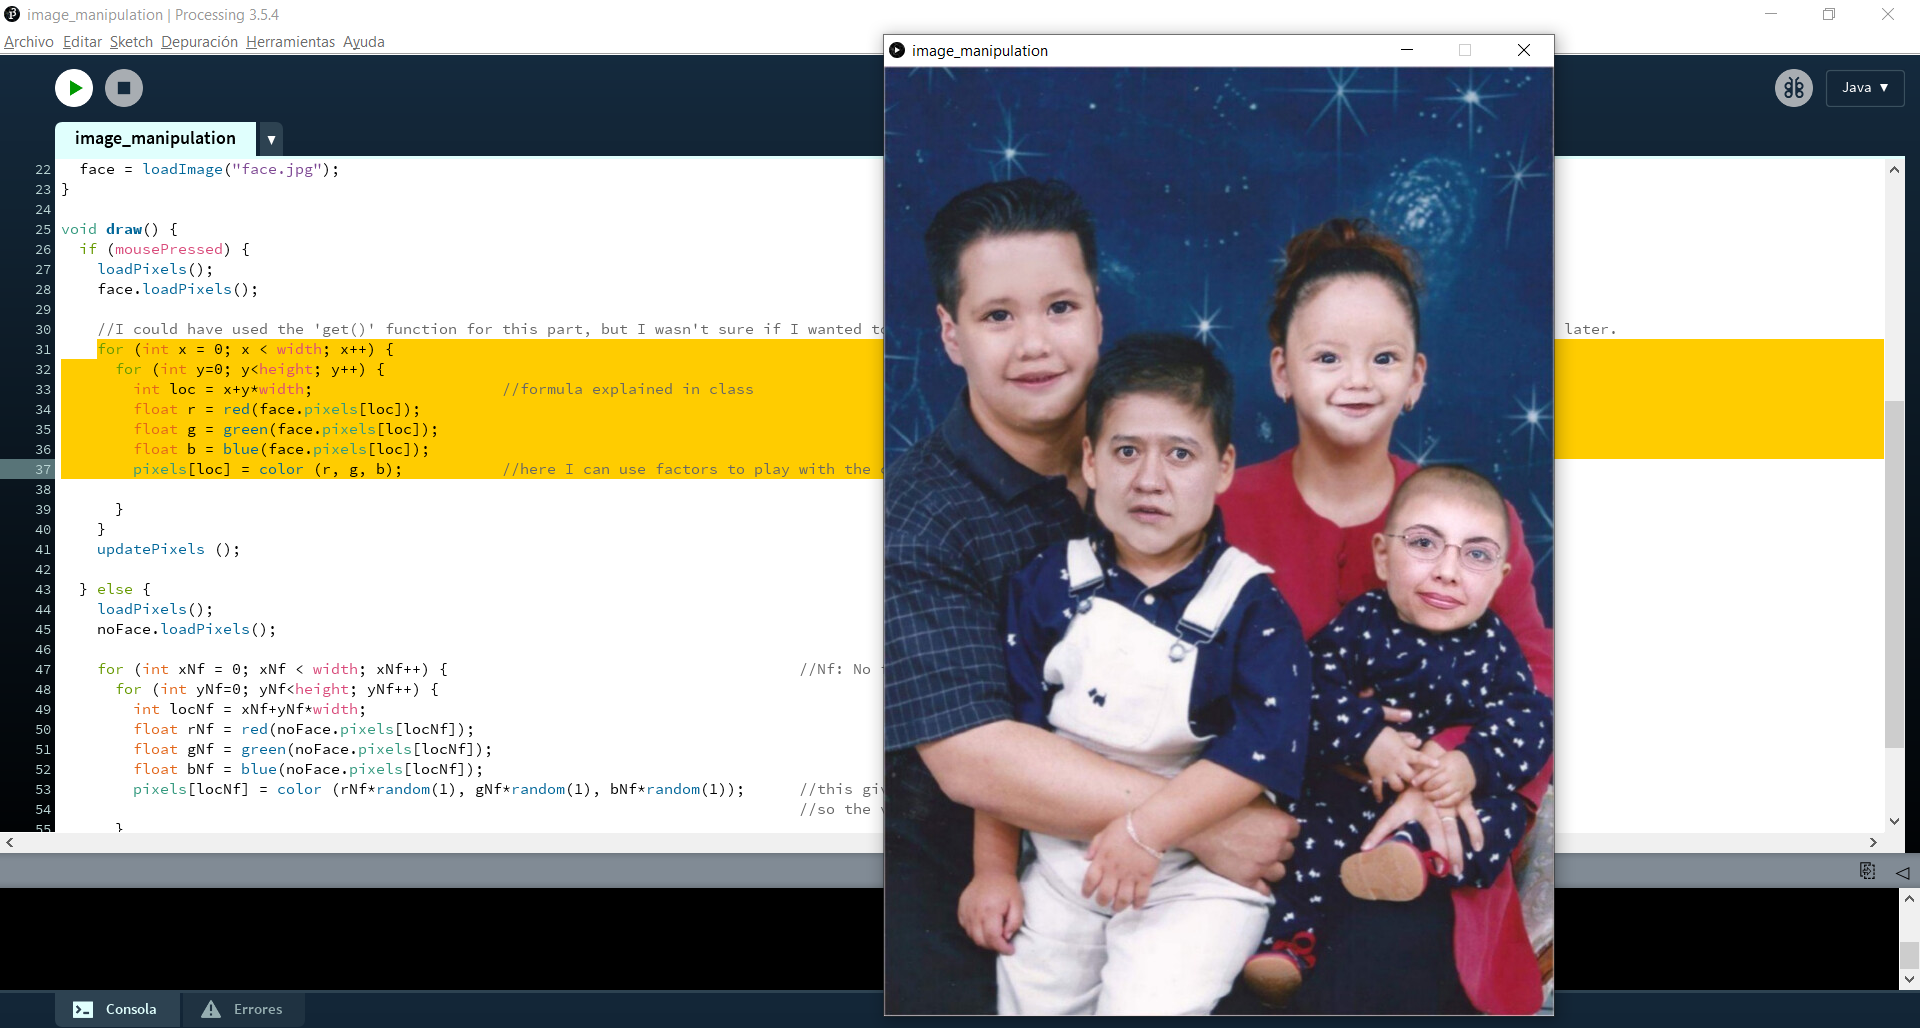 image_manipulation | Processing 3.5.4
Archivo Editar Sketch Depuración Herramientas Ayuda
image_manipulation
Java ▼
image_manipulation ▼
22 face = loadImage("face.jpg");
23 }
24
25 void draw() {
26 if (mousePressed) {
27 loadPixels();
28 face.loadPixels();
29
30 //I could have used the 'get()' function for this part, but I wasn't sure if I wanted later.
31 for (int x = 0; x < width; x++) {
32 for (int y=0; y<height; y++) {
33 int loc = x+y*width; //formula explained in class
34 float r = red(face.pixels[loc]);
35 float g = green(face.pixels[loc]);
36 float b = blue(face.pixels[loc]);
37 pixels[loc] = color (r, g, b); //here I can use factors to play with the
38
39 }
40 }
41 updatePixels ();
42
43 } else {
44 loadPixels();
45 noFace.loadPixels();
46
47 for (int xNf = 0; xNf < width; xNf++) { //Nf: No
48 for (int yNf=0; yNf<height; yNf++) {
49 int locNf = xNf+yNf*width;
50 float rNf = red(noFace.pixels[locNf]);
51 float gNf = green(noFace.pixels[locNf]);
52 float bNf = blue(noFace.pixels[locNf]);
53 pixels[locNf] = color (rNf*random(1), gNf*random(1), bNf*random(1)); //this
54 //so the
55 }
Consola Errores